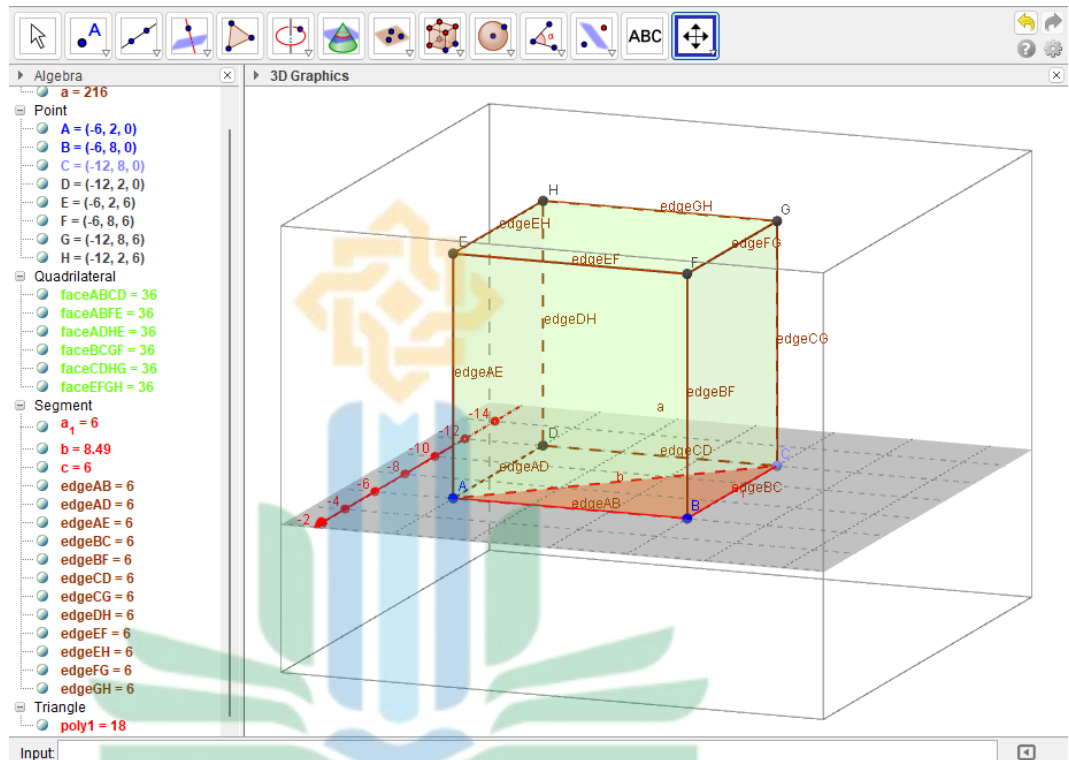 ABC
Algebra
3D Graphics
a = 216
Point
A = (-6, 2, 0)
B = (-6, 8, 0)
C = (-12, 8, 0)
D = (-12, 2, 0)
E = (-6, 2, 6)
F = (-6, 8, 6)
G = (-12, 8, 6)
H = (-12, 2, 6)
Quadrilateral
faceABCD = 36
faceABFE = 36
faceADHE = 36
faceBCGF = 36
faceCDHG = 36
faceEFGH = 36
Segment
a₁ = 6
b = 8.49
c = 6
edgeAB = 6
edgeAD = 6
edgeAE = 6
edgeBC = 6
edgeBF = 6
edgeCD = 6
edgeCG = 6
edgeDH = 6
edgeEF = 6
edgeEH = 6
edgeFG = 6
edgeGH = 6
Triangle
poly1 = 18
H
edgeGH
G
edgeEH
E
edgeFG
edgeEF
F
edgeDH
edgeCG
edgeAE
edgeBF
a
-14
-12
D
-10
edgeCD
C
-8
edgeAD
b
-6
A
edgeBC
-4
edgeAB
B
-2
Input: